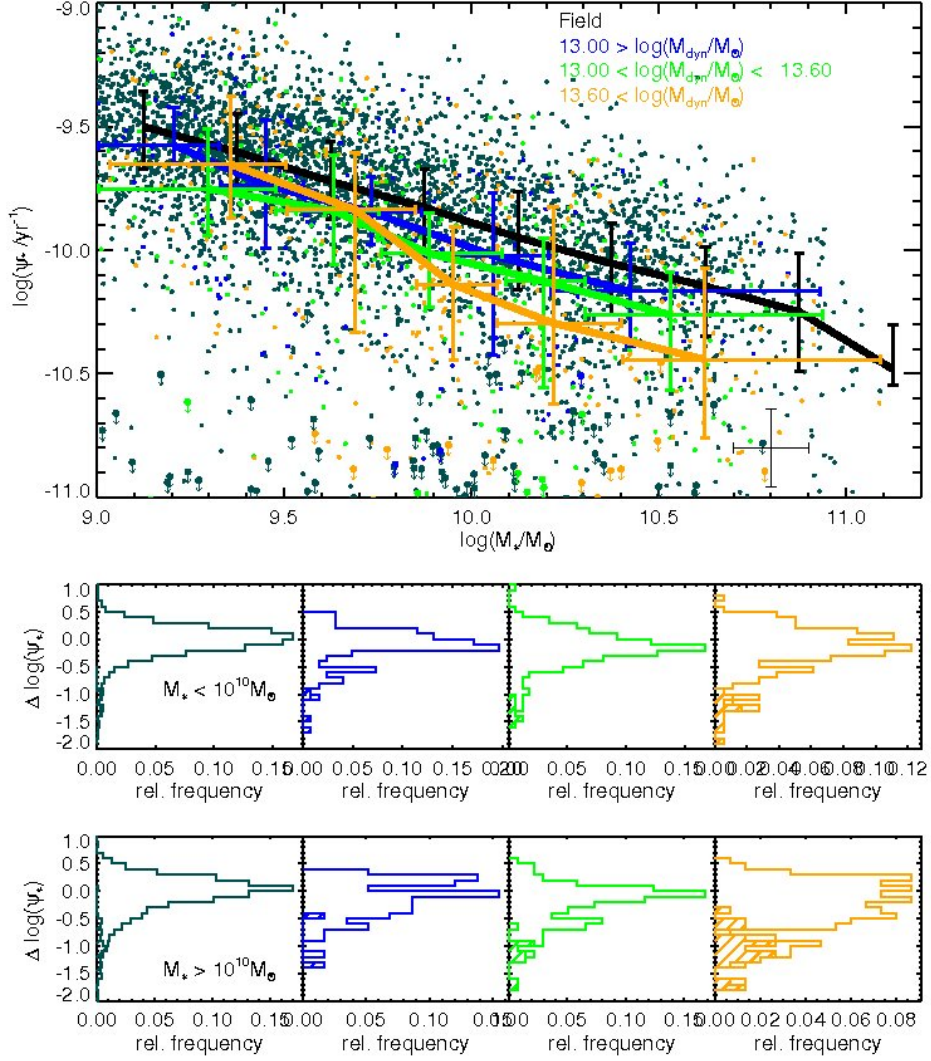 -9.0
Field
13.00 > log(M_dyn/M_⊙)
13.00 < log(M_dyn/M_⊙) < 13.60
13.60 < log(M_dyn/M_⊙)
-9.5
-10.0
-10.5
-11.0
log(ψ* /yr⁻¹)
9.0 9.5 10.0 10.5 11.0
log(M*/M⊙)
1.0
0.5
0.0
-0.5
-1.0
-1.5
-2.0
Δ log(ψ*)
M* < 10¹⁰M⊙
0.00 0.05 0.10 0.15 0.00 0.05 0.10 0.15 0.20 0.00 0.05 0.10 0.15 0.00 0.02 0.04 0.06 0.08 0.10 0.12
rel. frequency rel. frequency rel. frequency rel. frequency
1.0
0.5
0.0
-0.5
-1.0
-1.5
-2.0
Δ log(ψ*)
M* > 10¹⁰M⊙
0.00 0.05 0.10 0.15 0.00 0.05 0.10 0.15 0.00 0.05 0.10 0.15 0.00 0.02 0.04 0.06 0.08
rel. frequency rel. frequency rel. frequency rel. frequency